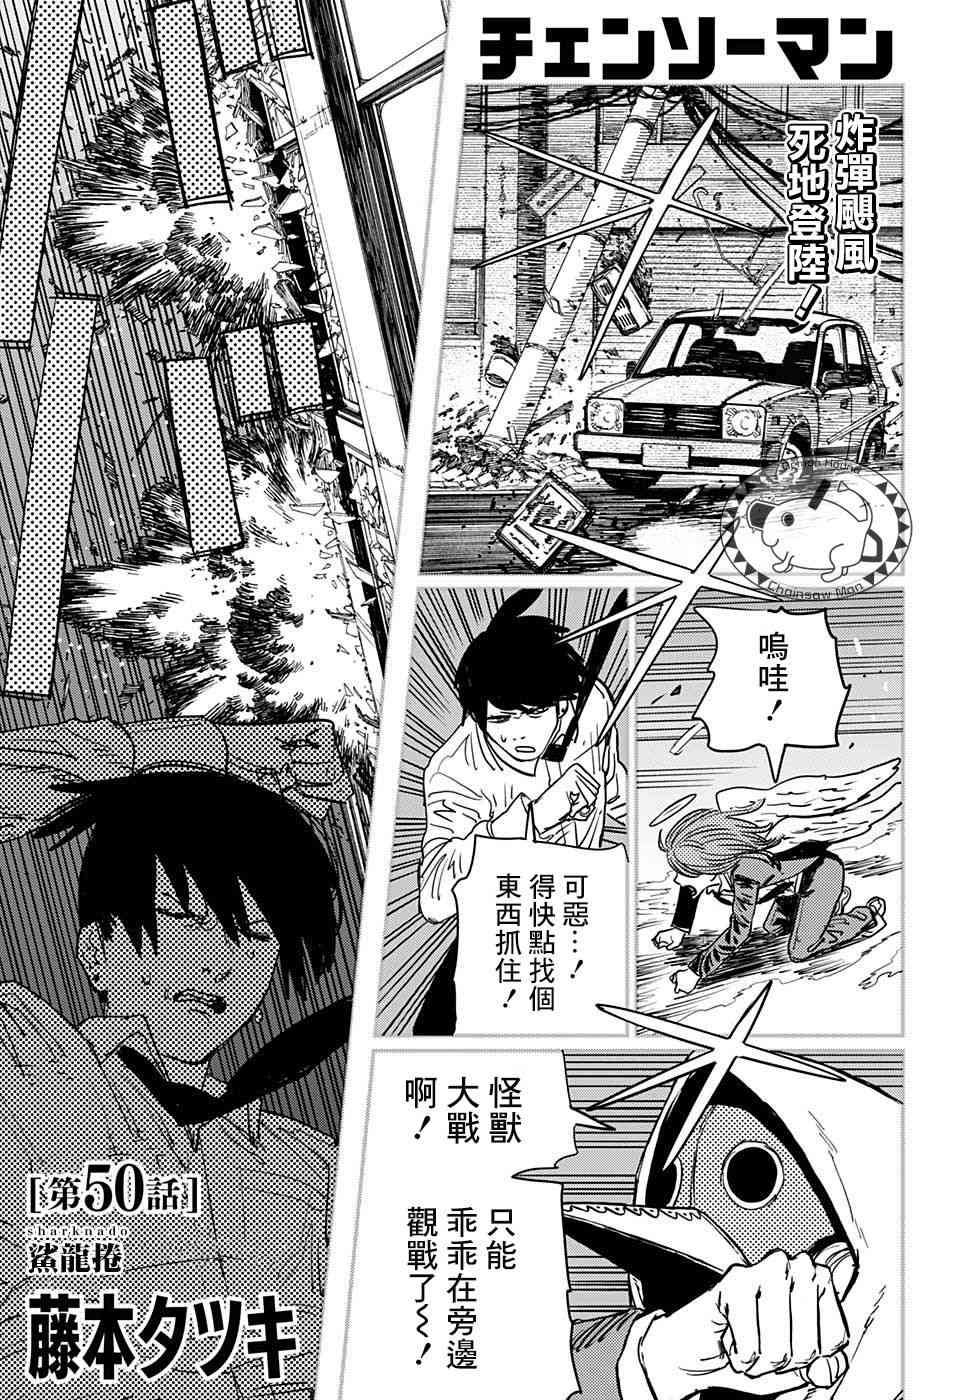 チェンソーマン
炸彈颶風
死地登陸！
Chainsaw Man
嗚哇！
可惡…！
得快點找個
東西抓住！
怪獸
大戰
啊！
只能
乖乖在旁邊
觀戰了～！
[第50話]
sharknado
鯊龍捲
藤本タツキ